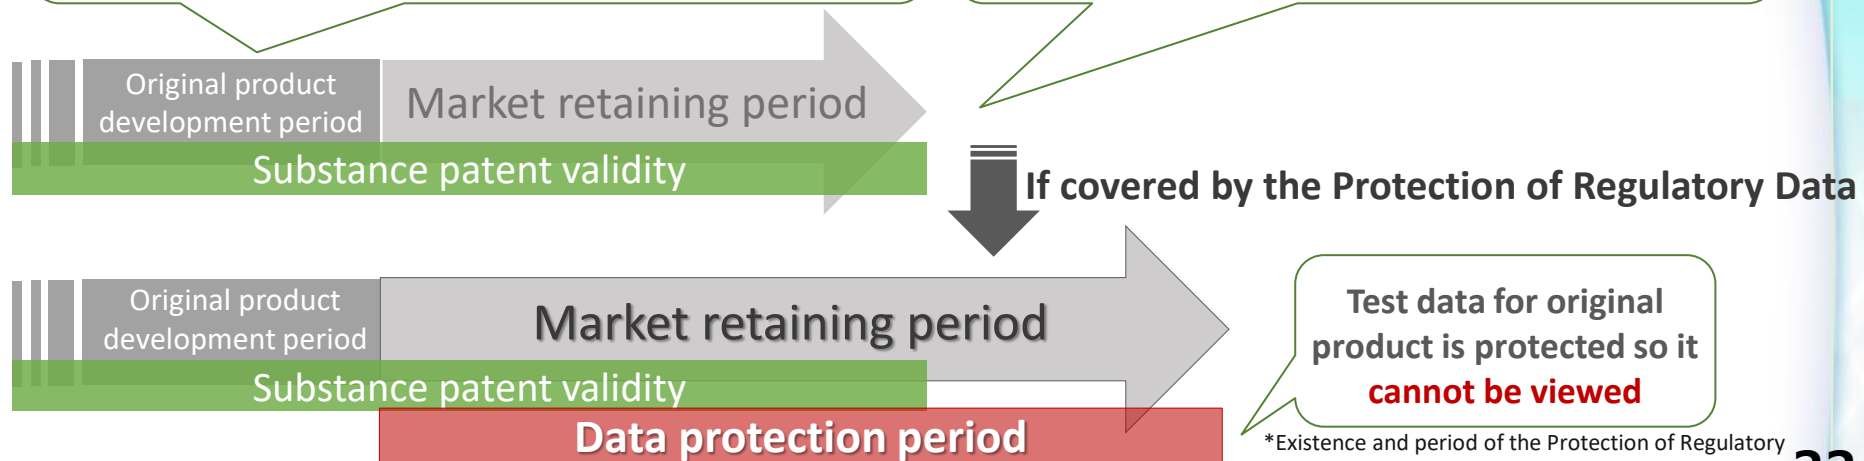 Original product
development period
Market retaining period
Substance patent validity
If covered by the Protection of Regulatory Data
Original product
development period
Market retaining period
Substance patent validity
Data protection period
Test data for original
product is protected so it
cannot be viewed
*Existence and period of the Protection of Regulatory